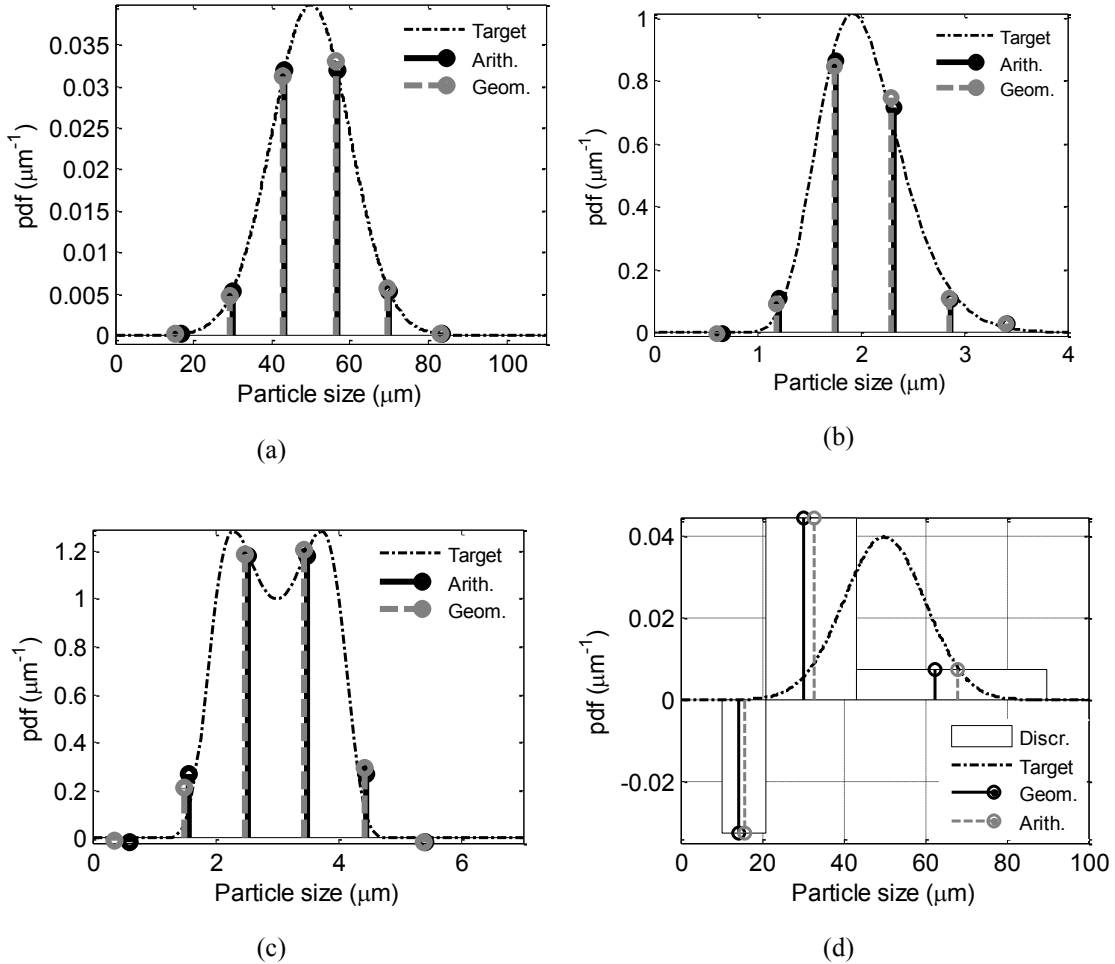 0.035
0.03
0.025
0.02
0.015
0.01
0.005
0
pdf (μm⁻¹)
0 20 40 60 80 100
Particle size (μm)
Target
Arith.
Geom.
(a)
1
0.8
0.6
0.4
0.2
0
pdf (μm⁻¹)
0 1 2 3 4
Particle size (μm)
Target
Arith.
Geom.
(b)
1.2
1
0.8
0.6
0.4
0.2
0
pdf (μm⁻¹)
0 2 4 6
Particle size (μm)
Target
Arith.
Geom.
(c)
0.04
0.02
0
-0.02
pdf (μm⁻¹)
0 20 40 60 80 100
Particle size (μm)
Discr.
Target
Geom.
Arith.
(d)